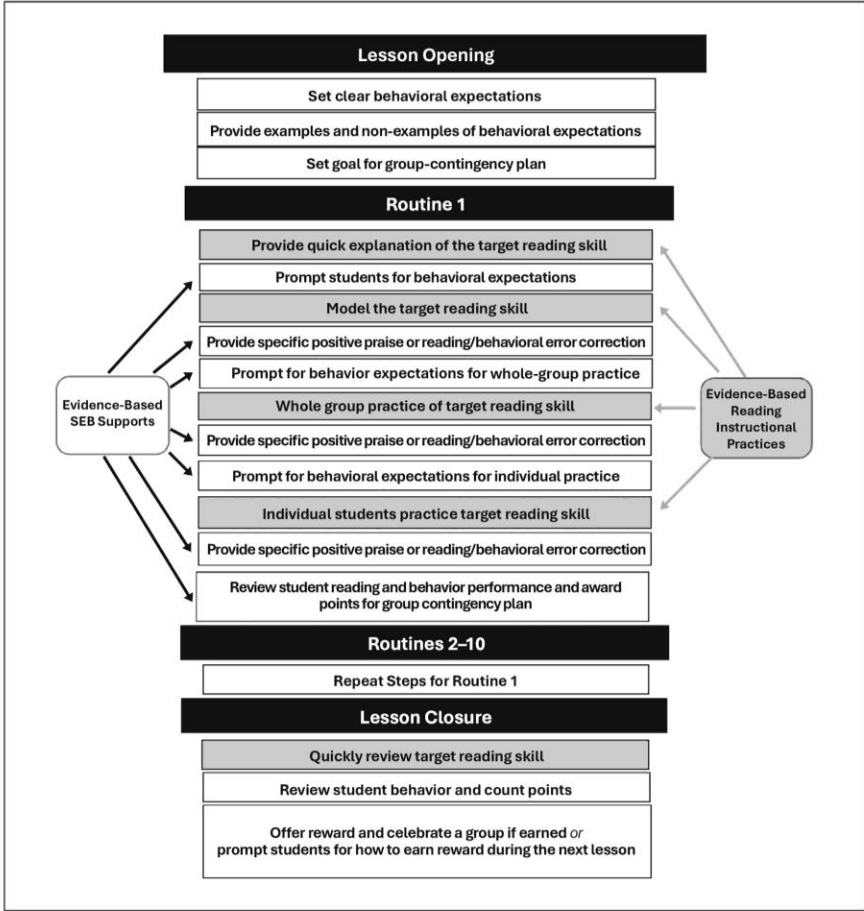 Lesson Opening
Set clear behavioral expectations
Provide examples and non-examples of behavioral expectations
Set goal for group-contingency plan
Routine 1
Provide quick explanation of the target reading skill
Prompt students for behavioral expectations
Model the target reading skill
Provide specific positive praise or reading/behavioral error correction
Prompt for behavior expectations for whole-group practice
Whole group practice of target reading skill
Provide specific positive praise or reading/behavioral error correction
Prompt for behavioral expectations for individual practice
Individual students practice target reading skill
Provide specific positive praise or reading/behavioral error correction
Review student reading and behavior performance and award
points for group contingency plan
Evidence-Based
SEB Supports
Evidence-Based
Reading
Instructional
Practices
Routines 2–10
Repeat Steps for Routine 1
Lesson Closure
Quickly review target reading skill
Review student behavior and count points
Offer reward and celebrate a group if earned or
prompt students for how to earn reward during the next lesson